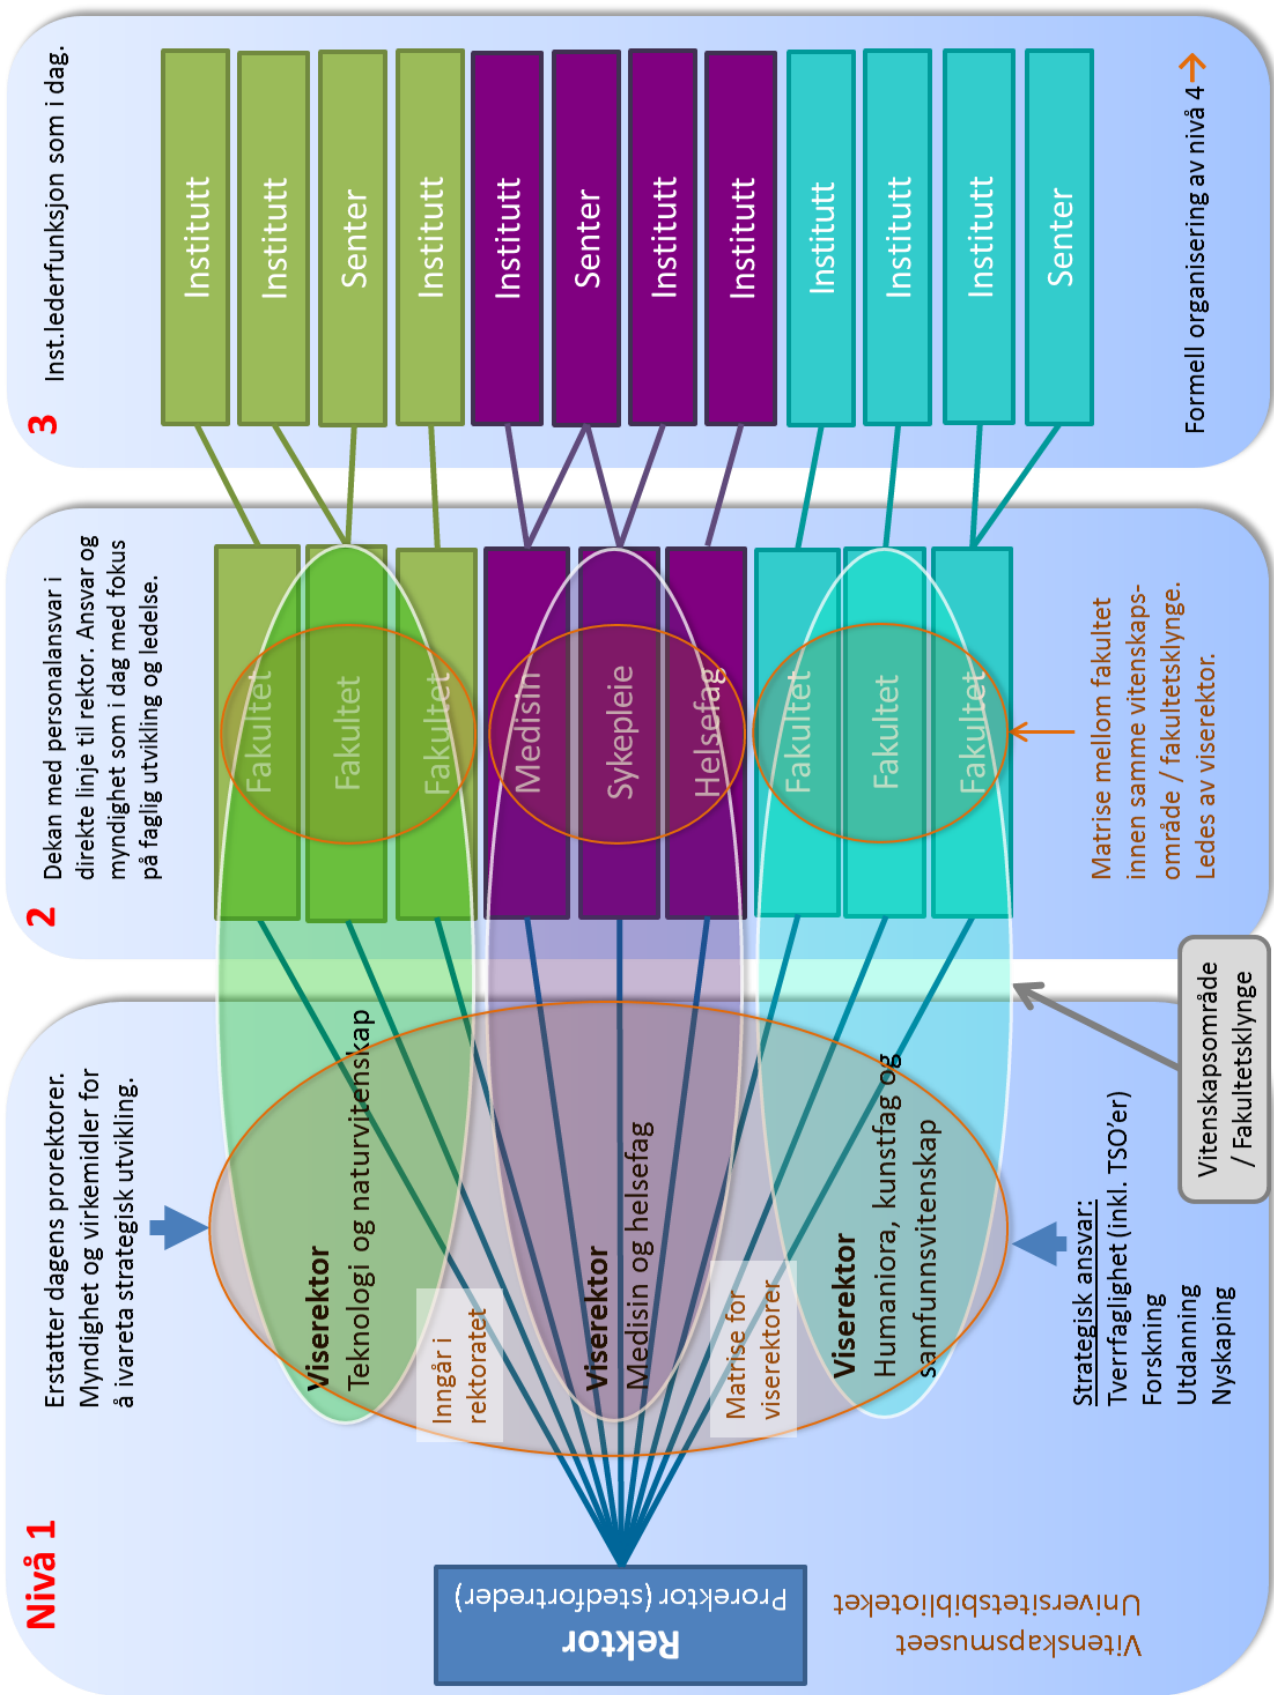 Nivå 1
Erstatter dagens prorektorer.
Myndighet og virkemidler for
å ivareta strategisk utvikling.
Rektor
Prorektor (stedfortreder)
Vitenskapsmuseet
Universitetsbiblioteket
Viserektor
Teknologi og naturvitenskap
Inngår i
rektoratet
Viserektor
Medisin og helsefag
Matrise for
viserektorer
Viserektor
Humaniora, kunstfag og
samfunnsvitenskap
Strategisk ansvar:
Tverrfaglighet (inkl. TSO'er)
Forskning
Utdanning
Nyskaping
Vitenskapsområde
/ Fakultetsklynge
2
Dekan med personalansvar i
direkte linje til rektor. Ansvar og
myndighet som i dag med fokus
på faglig utvikling og ledelse.
Fakultet
Fakultet
Fakultet
Medisin
Sykepleie
Helsefag
Fakultet
Fakultet
Fakultet
Matrise mellom fakultet
innen samme vitenskaps-
område / fakultetsklynge.
Ledes av viserektor.
3
Inst.lederfunksjon som i dag.
Institutt
Institutt
Senter
Institutt
Institutt
Senter
Institutt
Institutt
Institutt
Institutt
Institutt
Senter
Formell organisering av nivå 4→